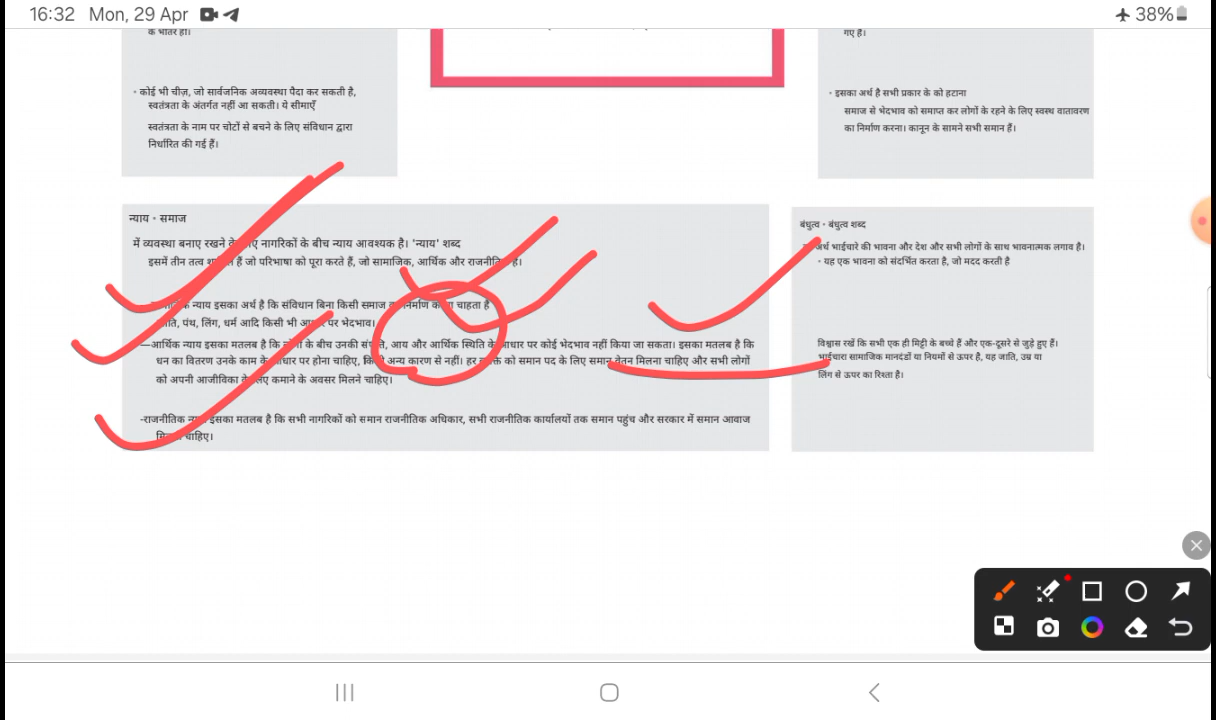 16:32 Mon, 29 Apr
38%
के भीतर हो।
• कोई भी चीज़, जो सार्वजनिक अव्यवस्था पैदा कर सकती है,
स्वतंत्रता के अंतर्गत नहीं आ सकती। ये सीमाएँ
स्वतंत्रता के नाम पर चोटों से बचने के लिए संविधान द्वारा
निर्धारित की गई हैं।
गए हैं।
• इसका अर्थ है सभी प्रकार के को हटाना
समाज से भेदभाव को समाप्त कर लोगों के रहने के लिए स्वस्थ वातावरण
का निर्माण करना। कानून के सामने सभी समान हैं।
न्याय - समाज
में व्यवस्था बनाए रखने के नागरिकों के बीच न्याय आवश्यक है। 'न्याय' शब्द
इसमें तीन तत्व हैं जो परिभाषा को पूरा करते हैं, जो सामाजिक, आर्थिक और
न्याय इसका अर्थ है कि संविधान बिना किसी समाज चाहता है
पंथ, लिंग, धर्म आदि किसी भी पर भेदभाव।
—आर्थिक न्याय इसका मतलब है कि के बीच उनकी आय और आर्थिक स्थिति के पर कोई भेदभाव नहीं किया जा सकता। इसका मतलब है कि
धन का वितरण उनके काम के आधार पर होना चाहिए, अन्य कारण से नहीं। हर को समान पद के लिए समान वेतन मिलना चाहिए और सभी लोगों
को अपनी आजीविका के कमाने के अवसर मिलने चाहिए।
-राजनीतिक इसका मतलब है कि सभी नागरिकों को समान राजनीतिक अधिकार, सभी राजनीतिक कार्यालयों तक समान पहुंच और सरकार में समान आवाज
चाहिए।
बंधुत्व - बंधुत्व शब्द
अर्थ भाईचारे की भावना और देश और सभी लोगों के साथ भावनात्मक लगाव है।
• यह एक भावना को संदर्भित करता है, जो मदद करती है
विश्वास रखें कि सभी एक ही मिट्टी के बच्चे हैं और एक-दूसरे से जुड़े हुए हैं।
भाईचारा सामाजिक मानदंडों या नियमों से ऊपर है, यह जाति, उम्र या
लिंग से ऊपर का रिश्ता है।